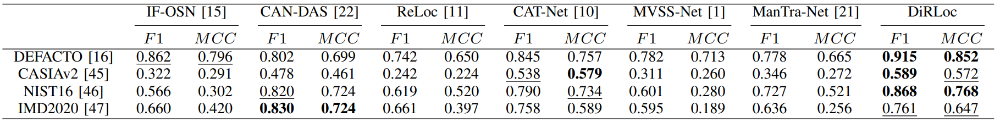 IF-OSN [15] CAN-DAS [22] ReLoc [11] CAT-Net [10] MVSS-Net [1] ManTra-Net [21] DiRLoc
F1 MCC F1 MCC F1 MCC F1 MCC F1 MCC F1 MCC F1 MCC
DEFACTO [16] 0.862 0.796 0.802 0.699 0.742 0.650 0.845 0.757 0.782 0.713 0.778 0.665 0.915 0.852
CASIAv2 [45] 0.322 0.291 0.478 0.461 0.242 0.224 0.538 0.579 0.311 0.260 0.346 0.272 0.589 0.572
NIST16 [46] 0.566 0.302 0.820 0.724 0.619 0.520 0.790 0.734 0.601 0.280 0.727 0.521 0.868 0.768
IMD2020 [47] 0.660 0.420 0.830 0.724 0.661 0.397 0.758 0.589 0.595 0.189 0.636 0.256 0.761 0.647